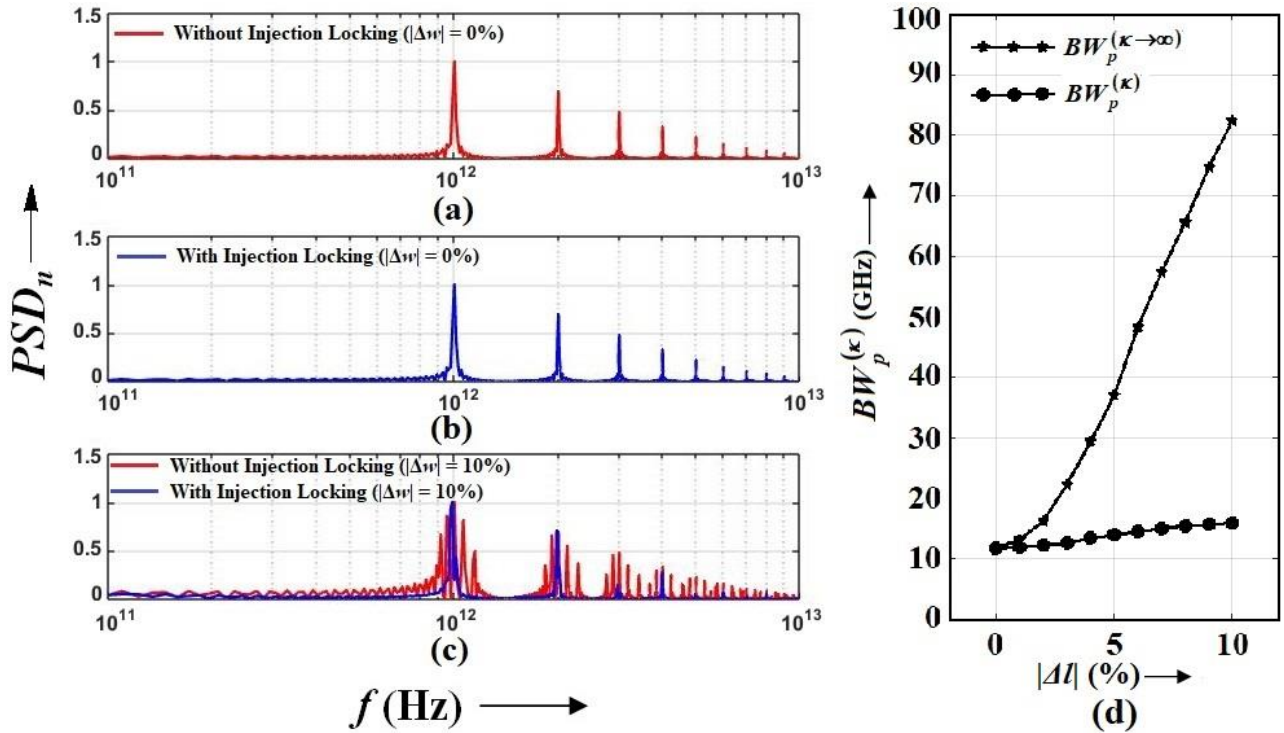 PSD_n
1.5
1
0.5
0
Without Injection Locking (|Δw| = 0%)
10^11
10^12
10^13
(a)
1.5
1
0.5
0
With Injection Locking (|Δw| = 0%)
10^11
10^12
10^13
(b)
1.5
1
0.5
0
Without Injection Locking (|Δw| = 10%)
With Injection Locking (|Δw| = 10%)
10^11
10^12
10^13
(c)
f (Hz)
BW_p^(κ) (GHz)
100
90
80
70
60
50
40
30
20
10
0
BW_p^(κ→∞)
BW_p^(κ)
0
5
10
|Δl| (%)
(d)